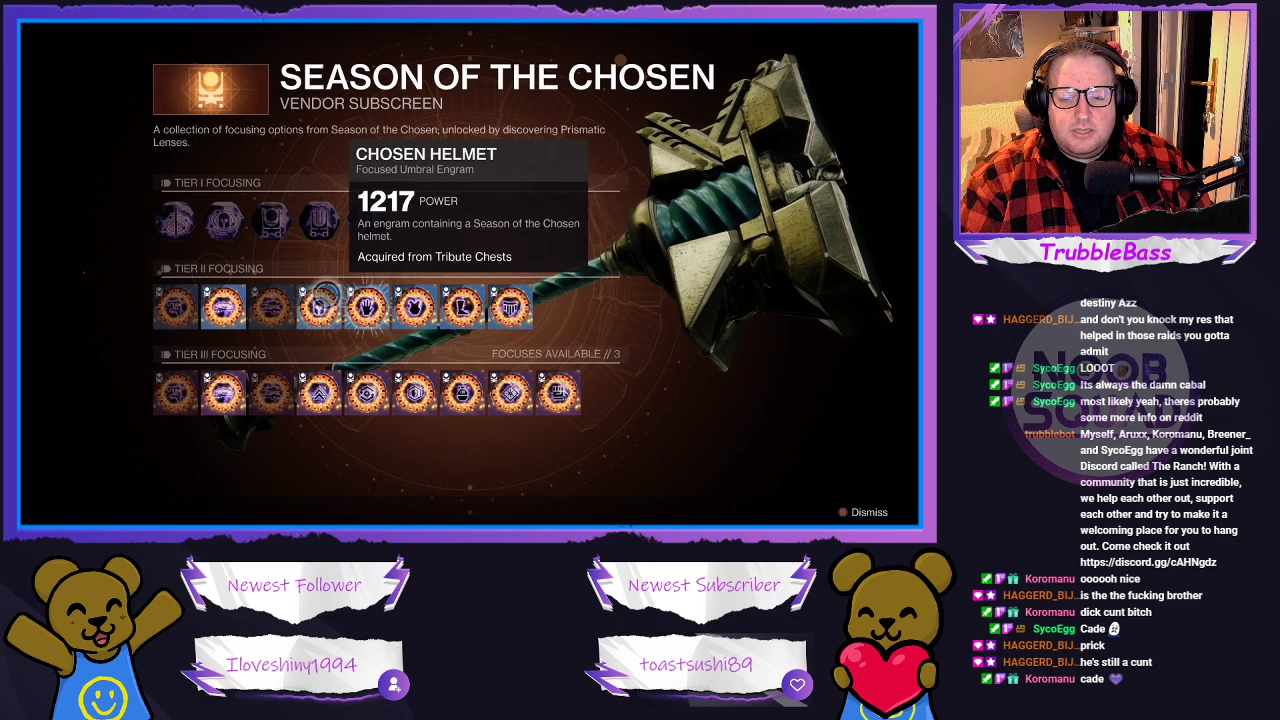 SEASON OF THE CHOSEN
VENDOR SUBSCREEN
A collection of focusing options from Season of the Chosen; unlocked by discovering Prismatic
Lenses.
CHOSEN HELMET
Focused Umbral Engram
1217 POWER
An engram containing a Season of the Chosen
helmet.
Acquired from Tribute Chests
TIER I FOCUSING
TIER II FOCUSING
TIER III FOCUSING
FOCUSES AVAILABLE // 3
B Dismiss
TrubbleBass
NOOB
SQUAD
destiny Azz
HAGGERD_BIJ... and don't you knock my res that
helped in those raids you gotta
admit
SycoEgg LOOOT
SycoEgg Its always the damn cabal
SycoEgg most likely yeah, theres probably
some more info on reddit
trubblebot Myself, Aruxx, Koromanu, Breener_
and SycoEgg have a wonderful joint
Discord called The Ranch! With a
community that is just incredible,
we help each other out, support
each other and try to make it a
welcoming place for you to hang
out. Come check it out
https://discord.gg/cAHNgdz
Koromanu oooooh nice
HAGGERD_BIJ... is the the fucking brother
Koromanu dick cunt bitch
SycoEgg Cade
HAGGERD_BIJ... prick
HAGGERD_BIJ... he's still a cunt
Koromanu cade 💜
Newest Follower
Iloveshiny1994
Newest Subscriber
toastsushi89